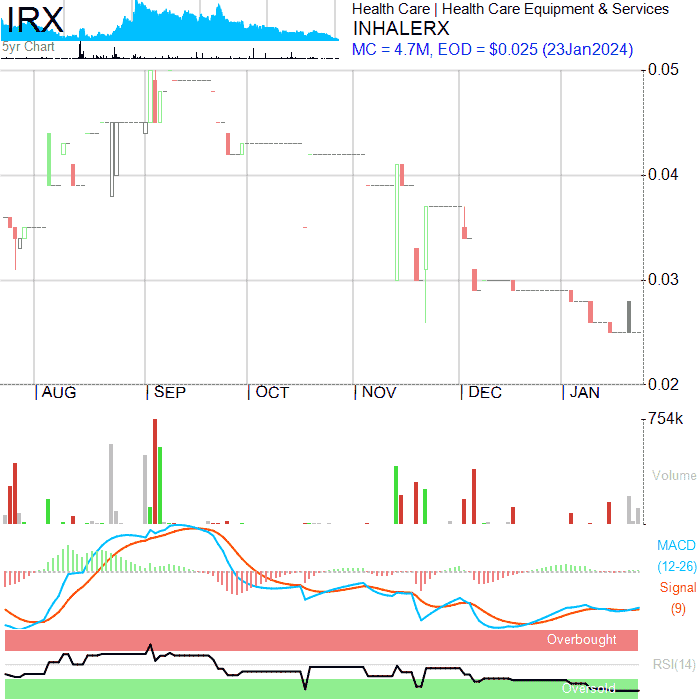 IRX
5yr Chart
Health Care | Health Care Equipment & Services
INHALERX
MC = 4.7M, EOD = $0.025 (23Jan2024)
0.05
0.04
0.03
0.02
AUG
SEP
OCT
NOV
DEC
JAN
754k
Volume
MACD
(12-26)
Signal
(9)
Overbought
RSI(14)
Oversold